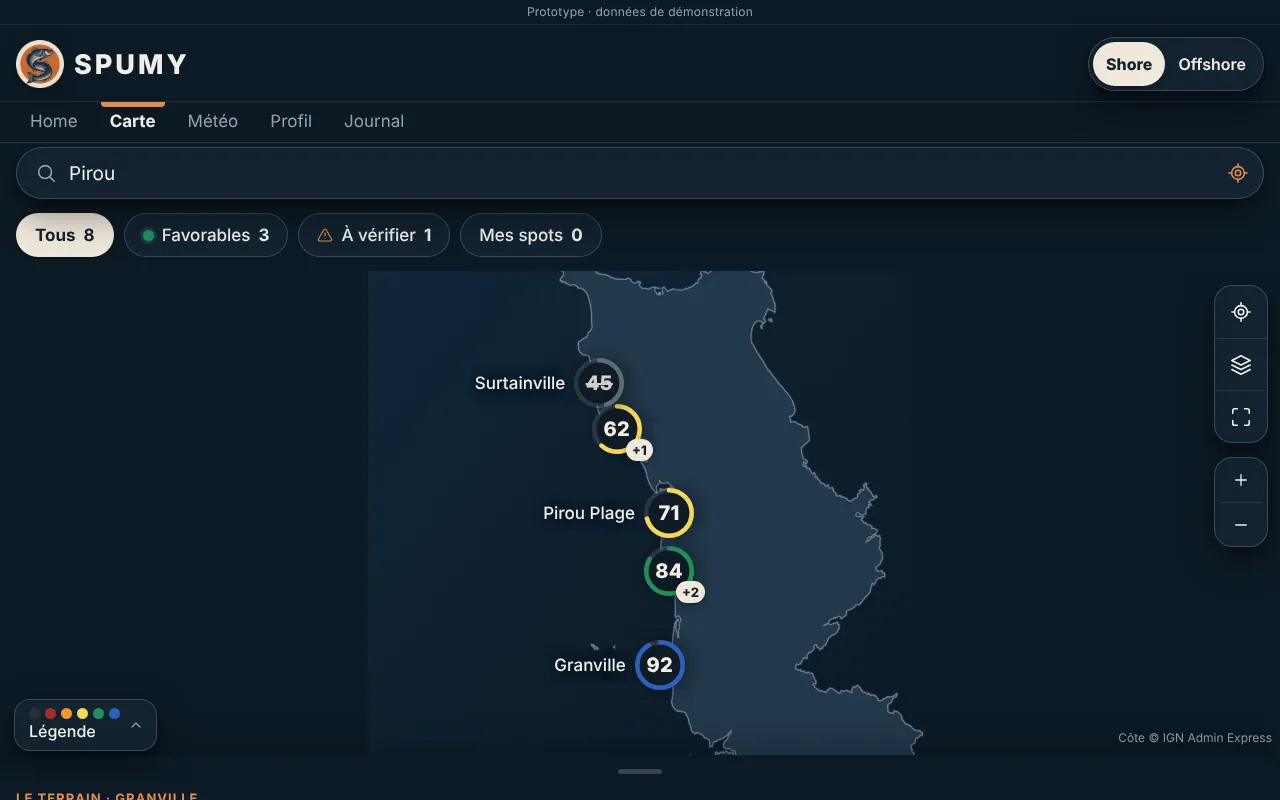 Prototype · données de démonstration
SPUMY
Shore
Offshore
Home
Carte
Météo
Profil
Journal
Pirou
Tous 8
Favorables 3
À vérifier 1
Mes spots 0
Surtainville
45
62
+1
Pirou Plage
71
84
+2
Granville
92
+
−
Légende
Côte © IGN Admin Express
LE TERRAIN · GRANVILLE